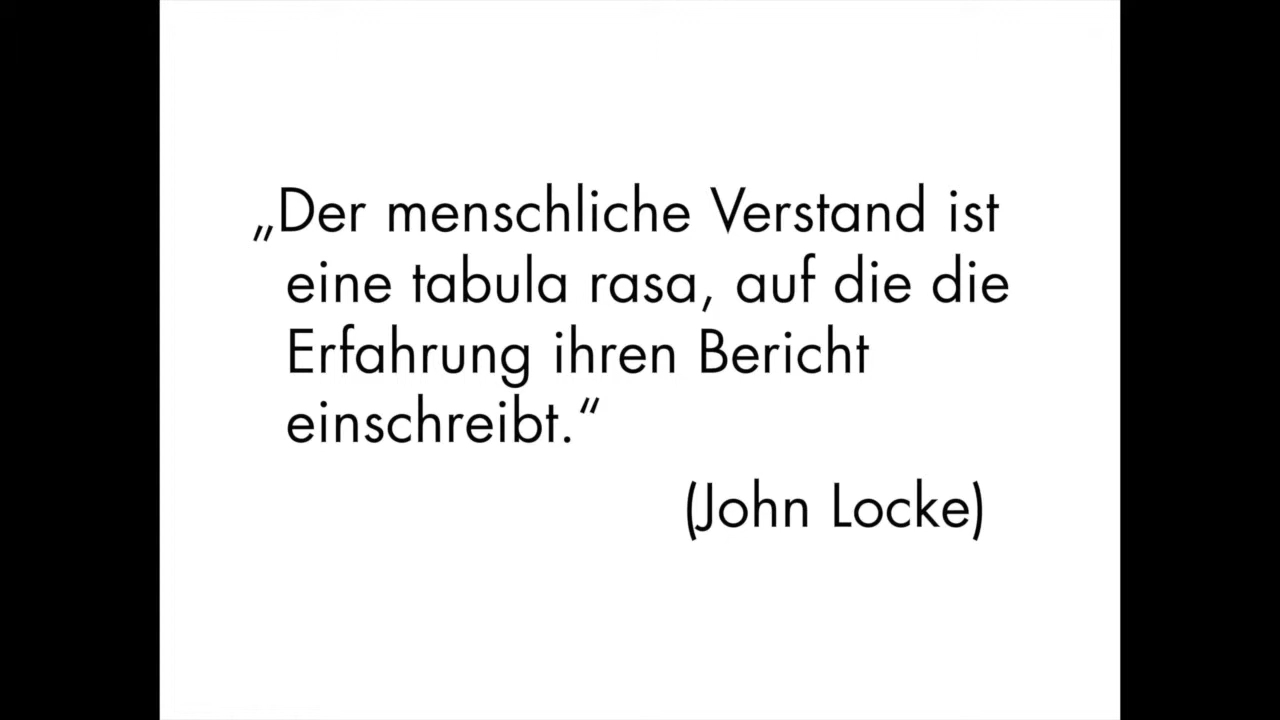 „Der menschliche Verstand ist
eine tabula rasa, auf die die
Erfahrung ihren Bericht
einschreibt.“
(John Locke)